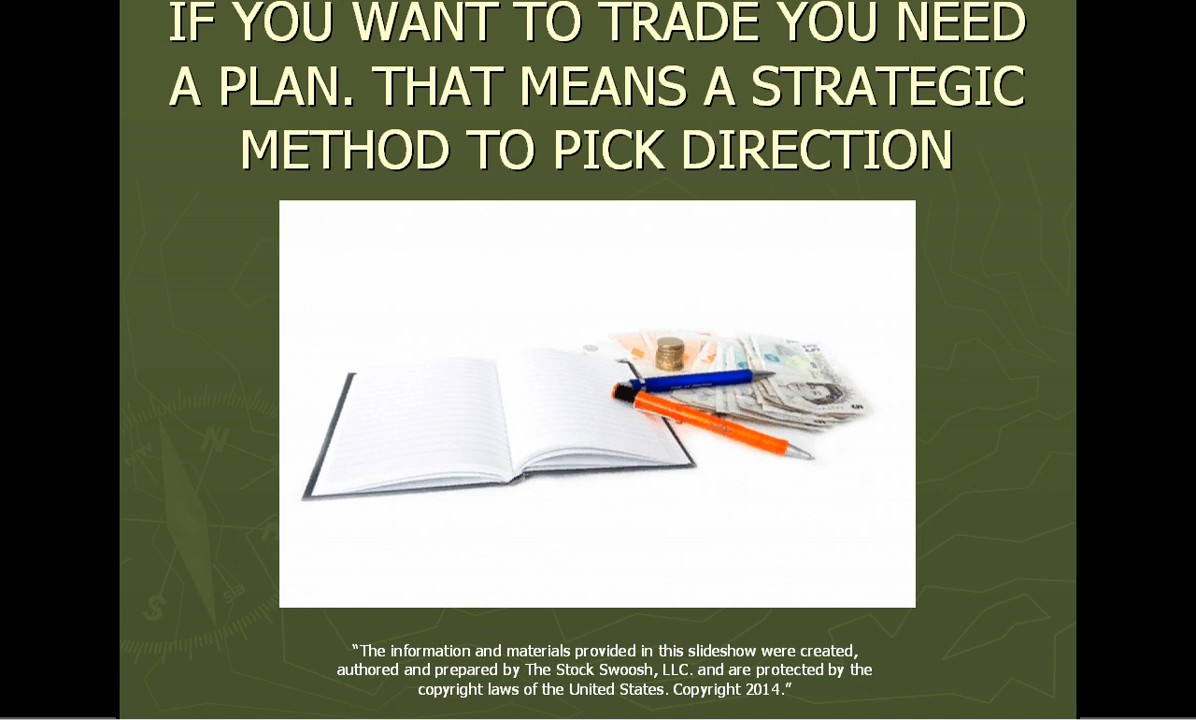 IF YOU WANT TO TRADE YOU NEED
A PLAN. THAT MEANS A STRATEGIC
METHOD TO PICK DIRECTION
N
NW
S
SE
“The information and materials provided in this slideshow were created,
authored and prepared by The Stock Swoosh, LLC. and are protected by the
copyright laws of the United States. Copyright 2014.”